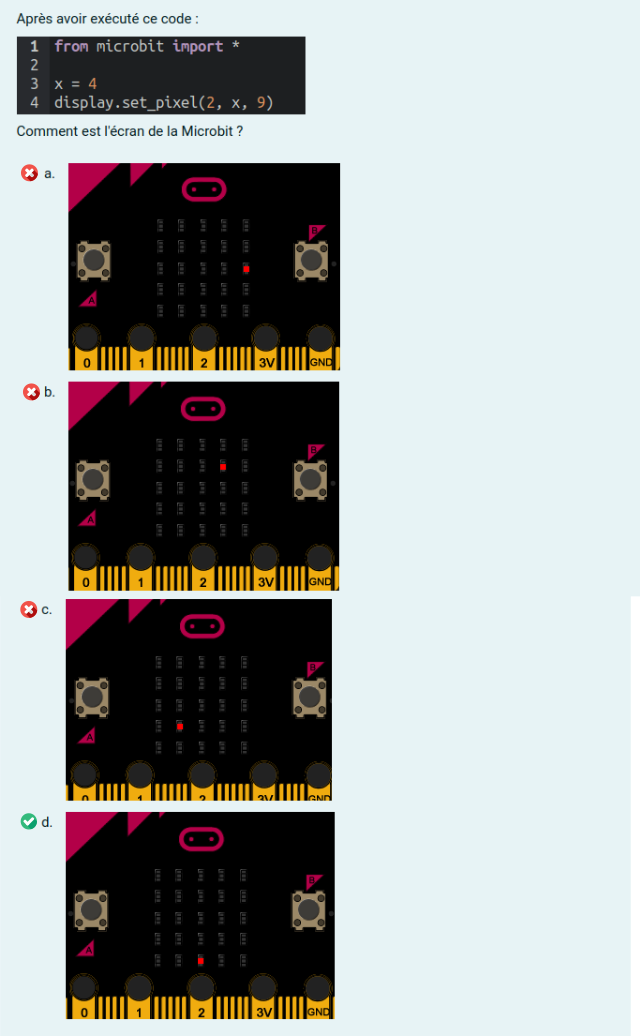 Après avoir exécuté ce code :
1 from microbit import *
2
3 x = 4
4 display.set_pixel(2, x, 9)
Comment est l'écran de la Microbit ?
a.
B
A
0 1 2 3V GND
b.
B
A
0 1 2 3V GND
c.
B
A
0 1 2 3V GND
d.
B
A
0 1 2 3V GND